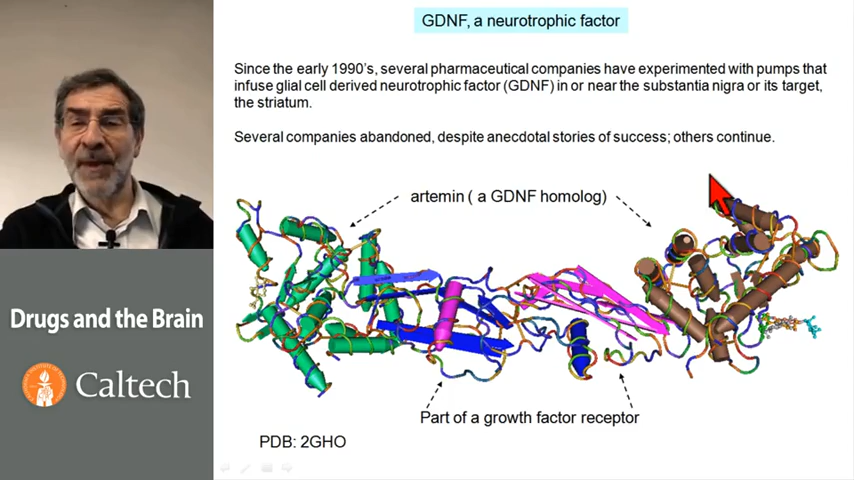 GDNF, a neurotrophic factor
Since the early 1990's, several pharmaceutical companies have experimented with pumps that
infuse glial cell derived neurotrophic factor (GDNF) in or near the substantia nigra or its target,
the striatum.
Several companies abandoned, despite anecdotal stories of success; others continue.
artemin ( a GDNF homolog)
Part of a growth factor receptor
PDB: 2GHO
Drugs and the Brain
Caltech